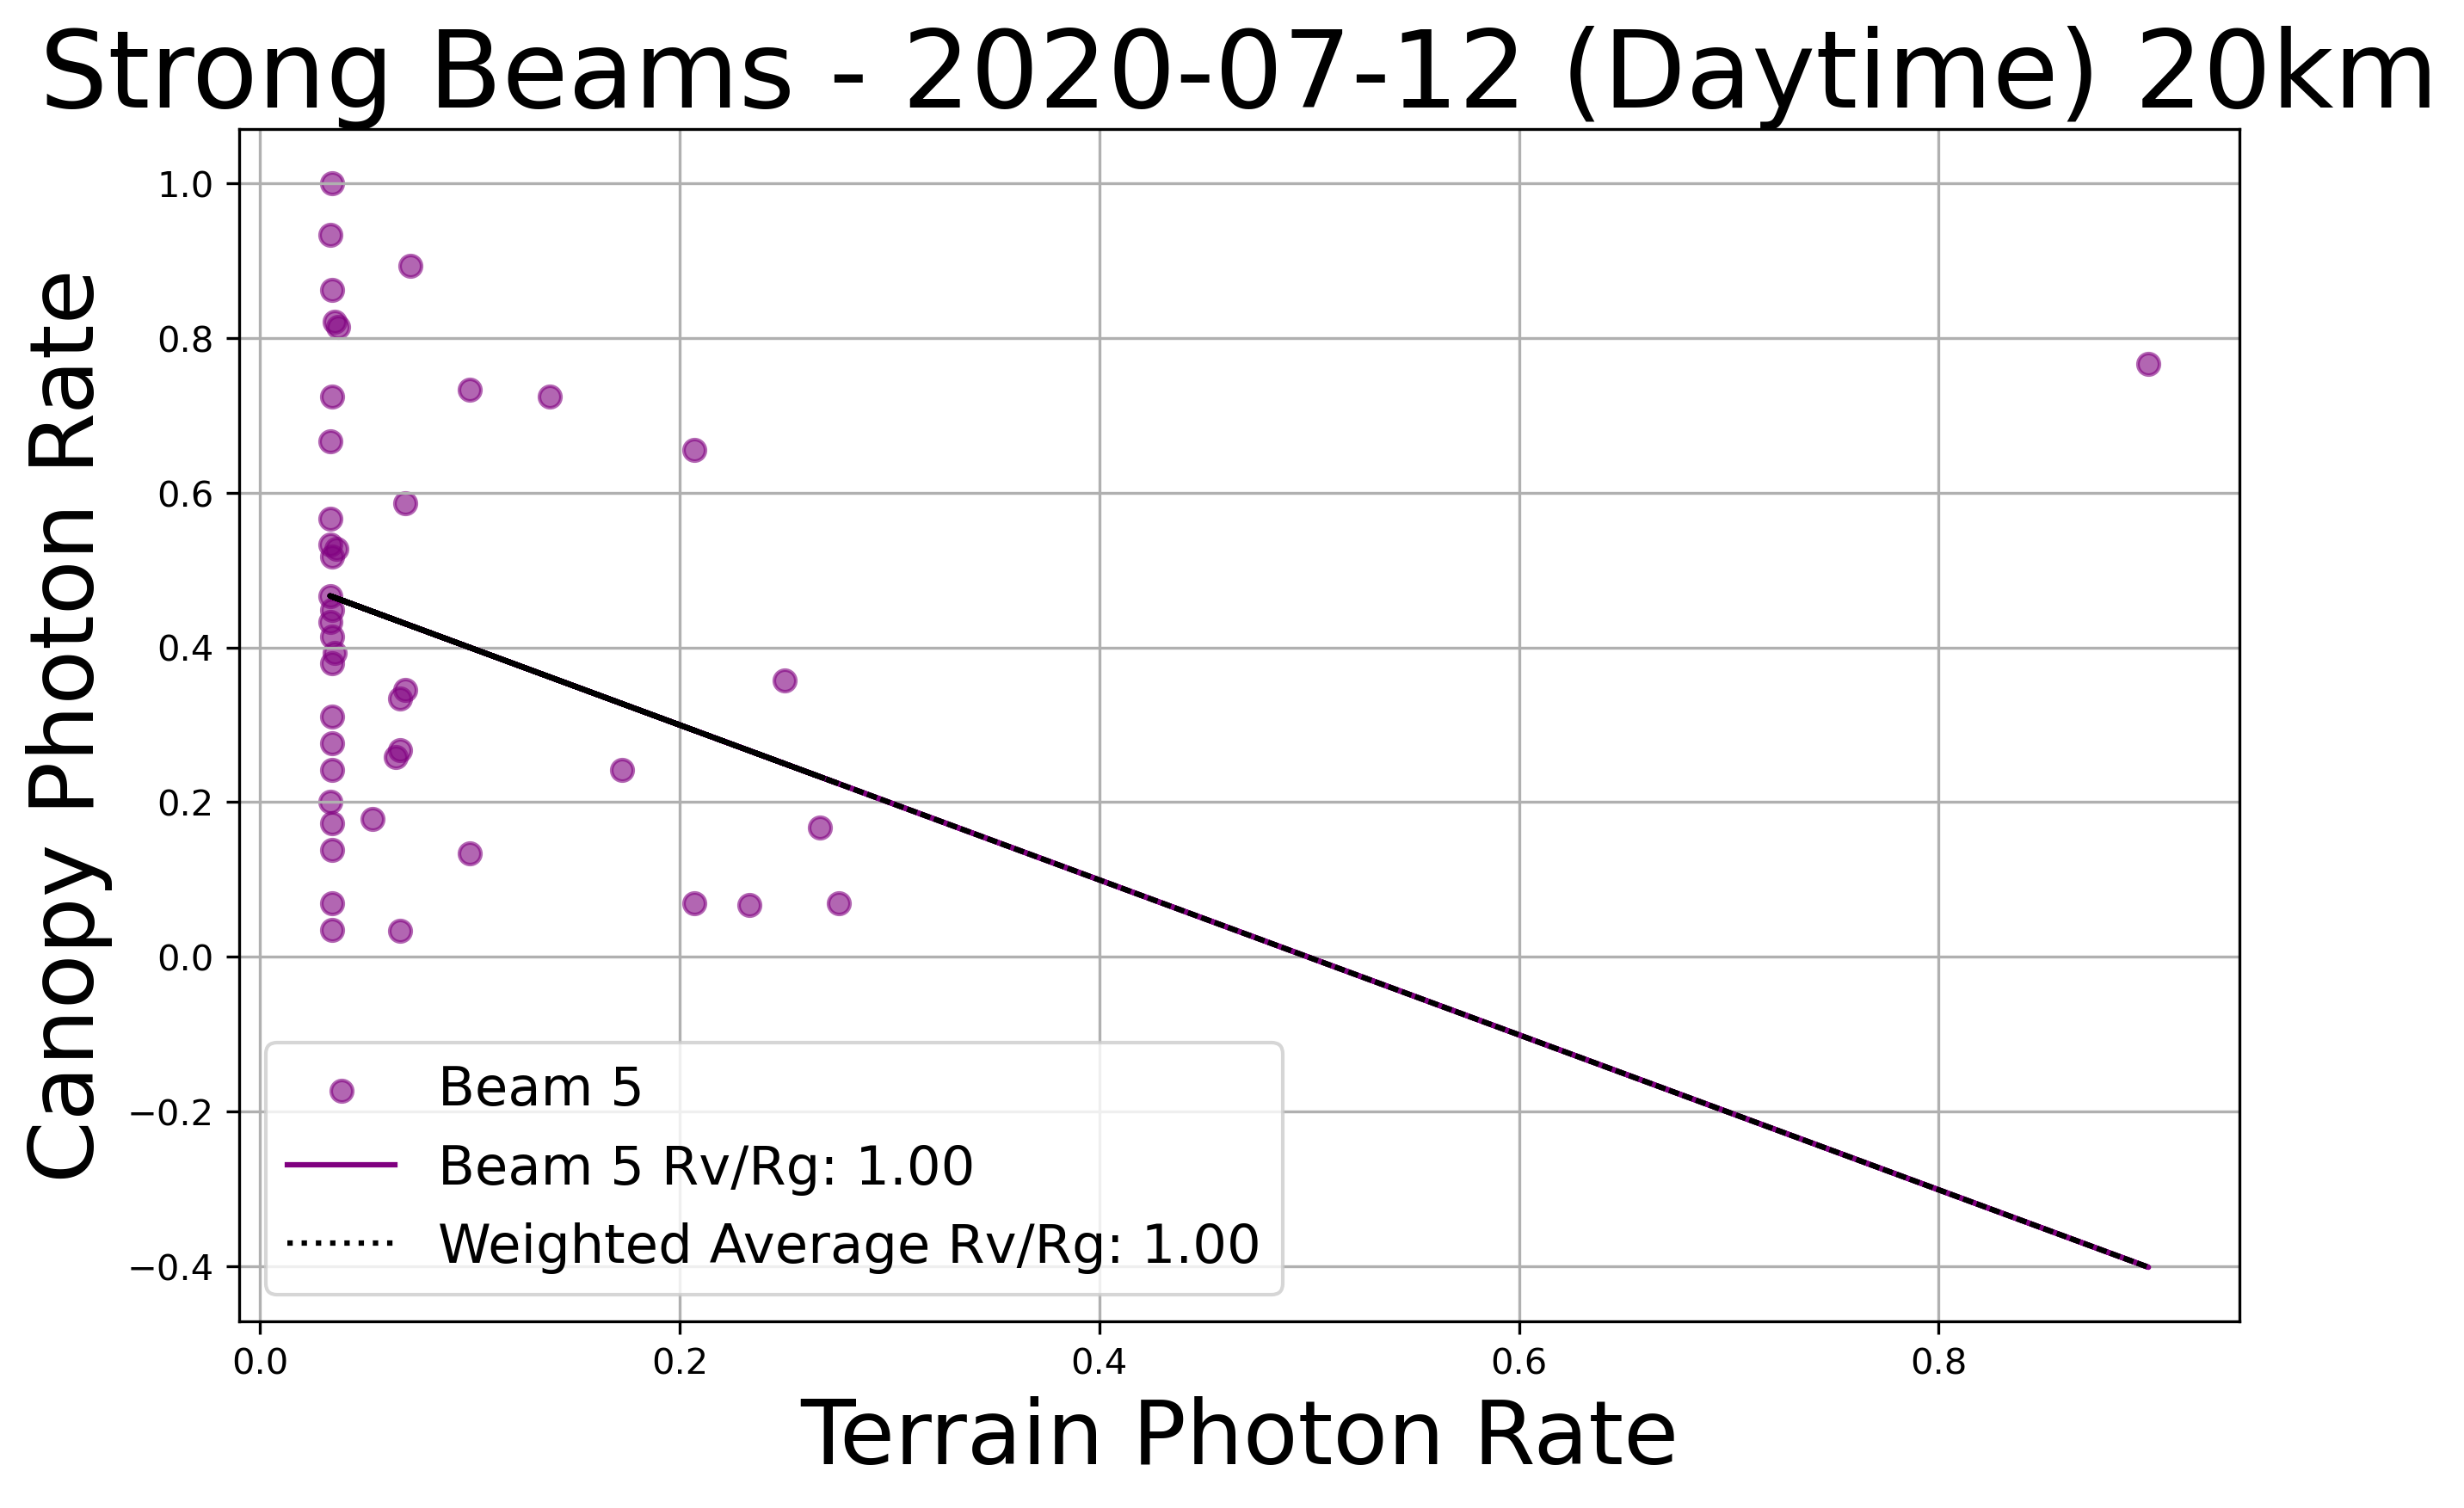 Strong Beams - 2020-07-12 (Daytime) 20km
Canopy Photon Rate
1.0
0.8
0.6
0.4
0.2
0.0
−0.2
−0.4
Beam 5
Beam 5 Rv/Rg: 1.00
Weighted Average Rv/Rg: 1.00
0.0 0.2 0.4 0.6 0.8
Terrain Photon Rate